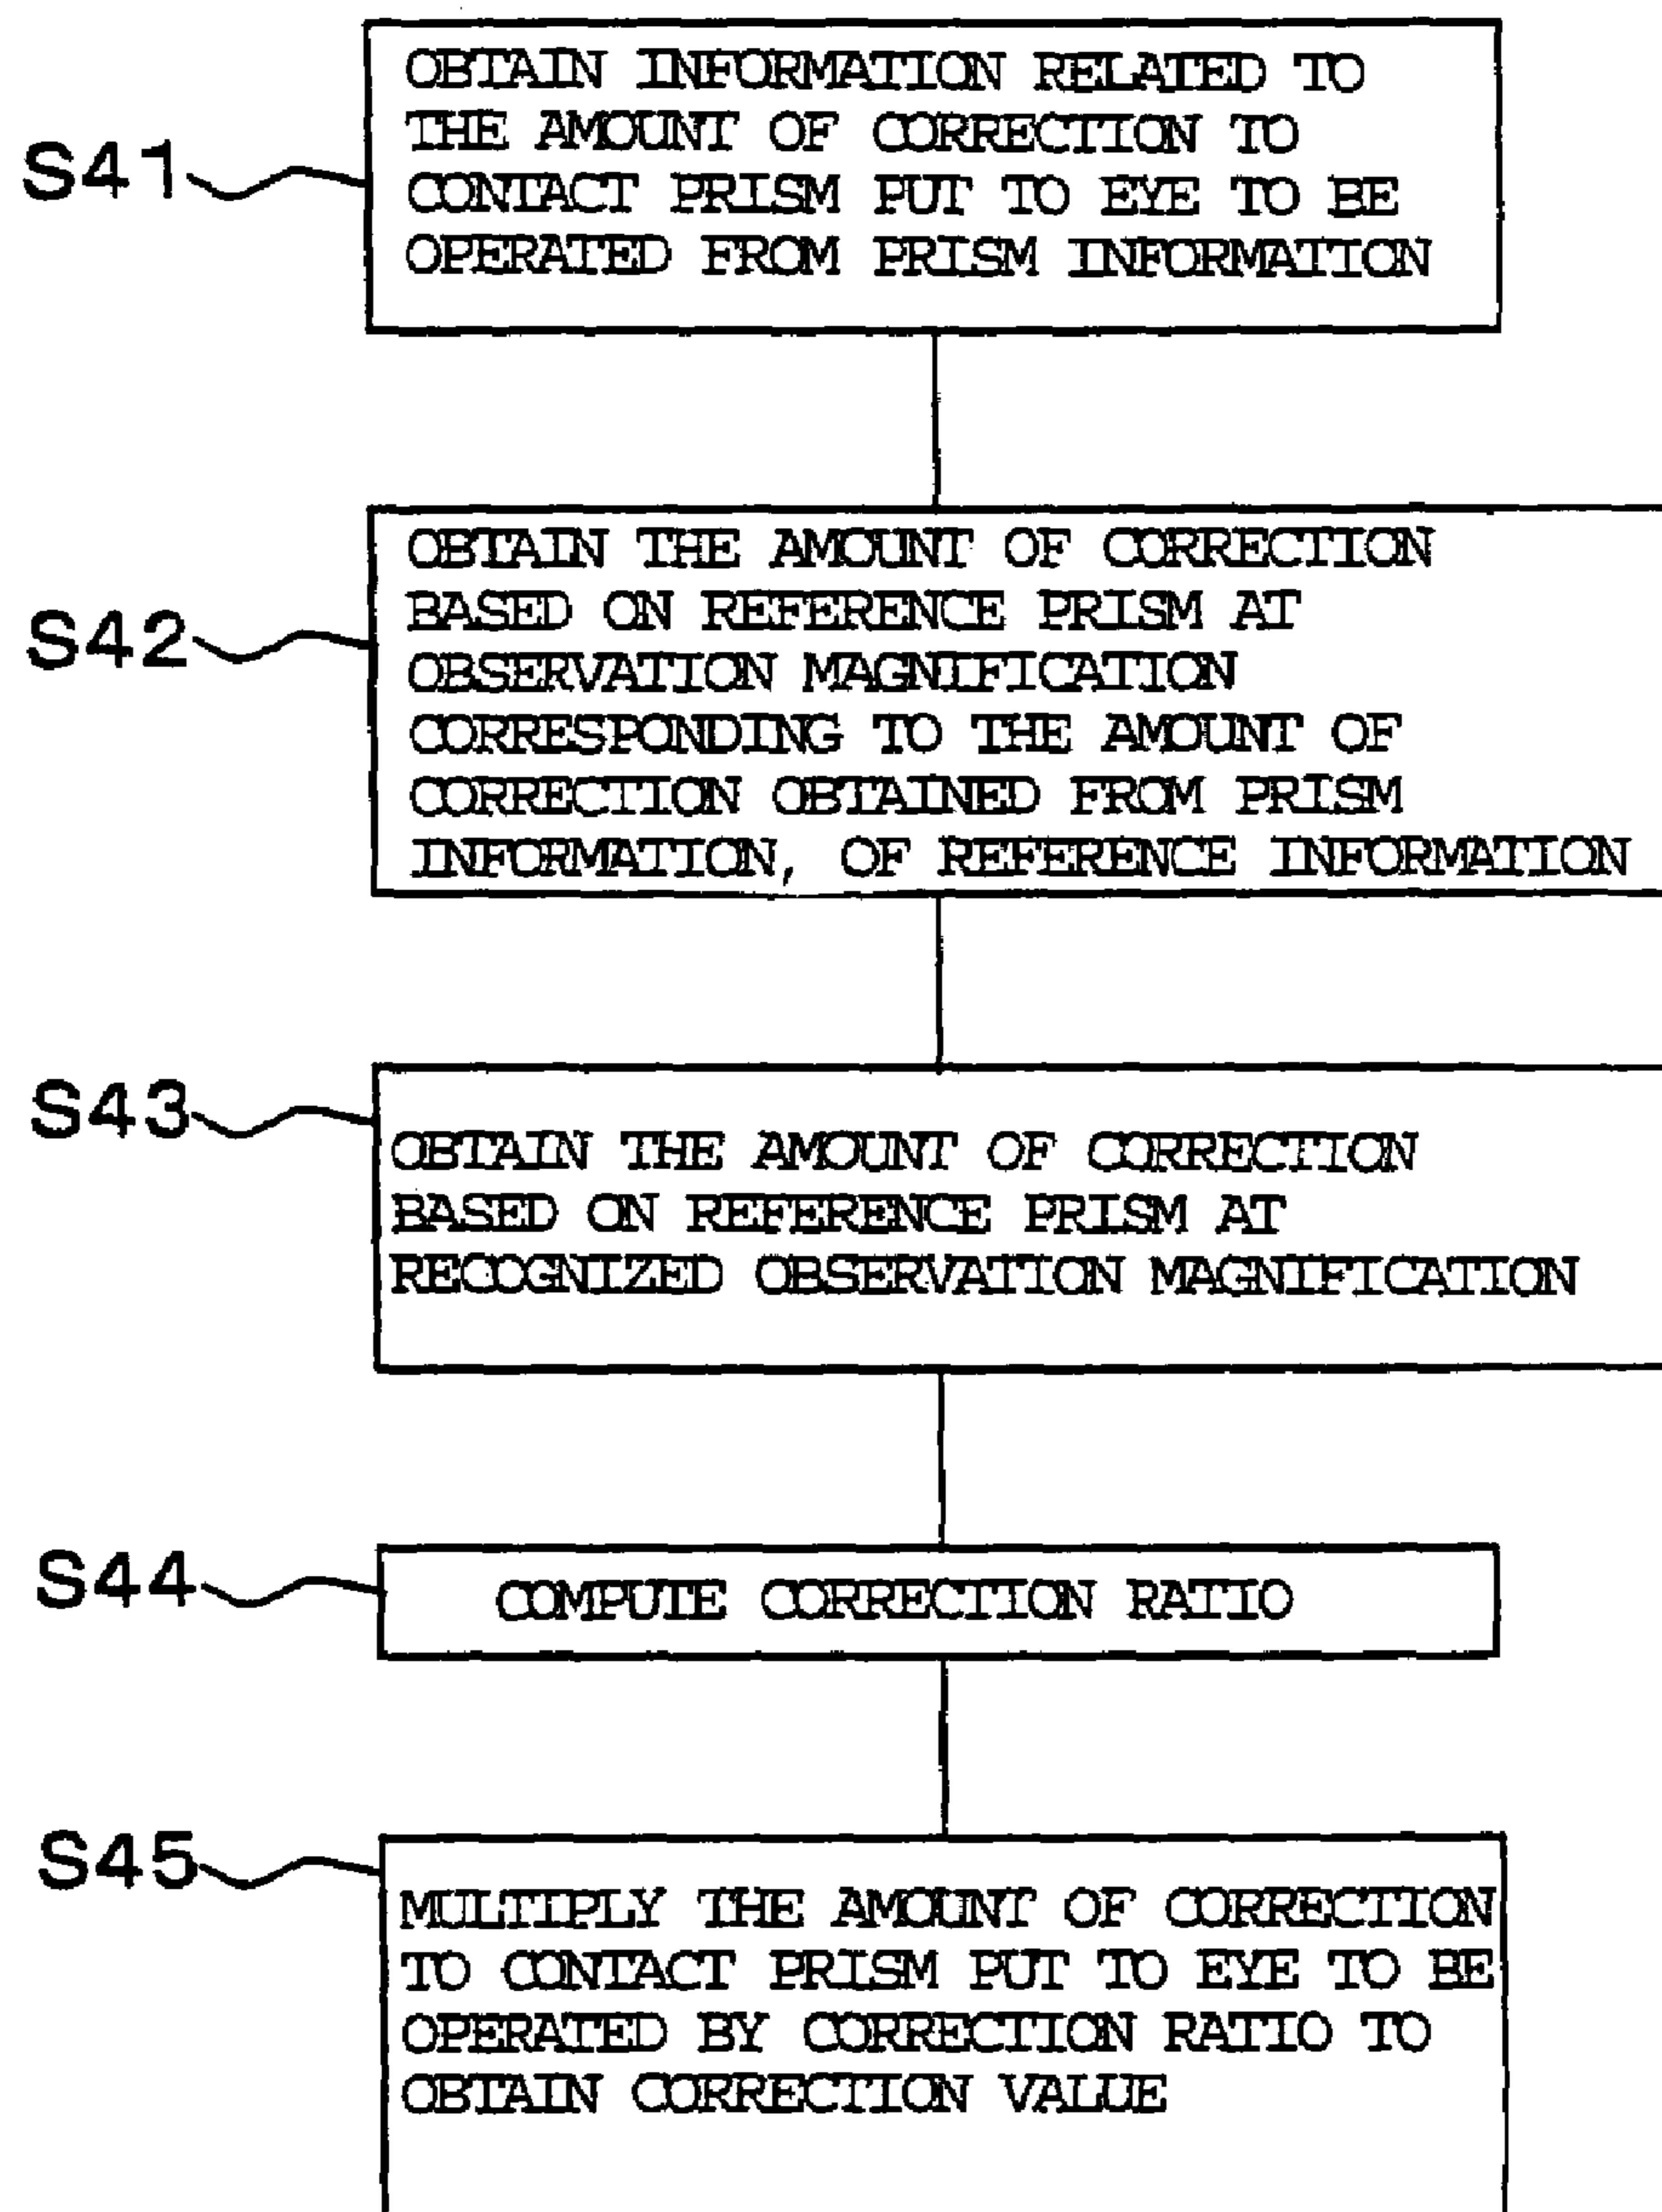 S41
OBTAIN INFORMATION RELATED TO
THE AMOUNT OF CORRECTION TO
CONTACT PRISM PUT TO EYE TO BE
OPERATED FROM PRISM INFORMATION
S42
OBTAIN THE AMOUNT OF CORRECTION
BASED ON REFERENCE PRISM AT
OBSERVATION MAGNIFICATION
CORRESPONDING TO THE AMOUNT OF
CORRECTION OBTAINED FROM PRISM
INFORMATION, OF REFERENCE INFORMATION
S43
OBTAIN THE AMOUNT OF CORRECTION
BASED ON REFERENCE PRISM AT
RECOGNIZED OBSERVATION MAGNIFICATION
S44
COMPUTE CORRECTION RATIO
S45
MULTIPLY THE AMOUNT OF CORRECTION
TO CONTACT PRISM PUT TO EYE TO BE
OPERATED BY CORRECTION RATIO TO
OBTAIN CORRECTION VALUE